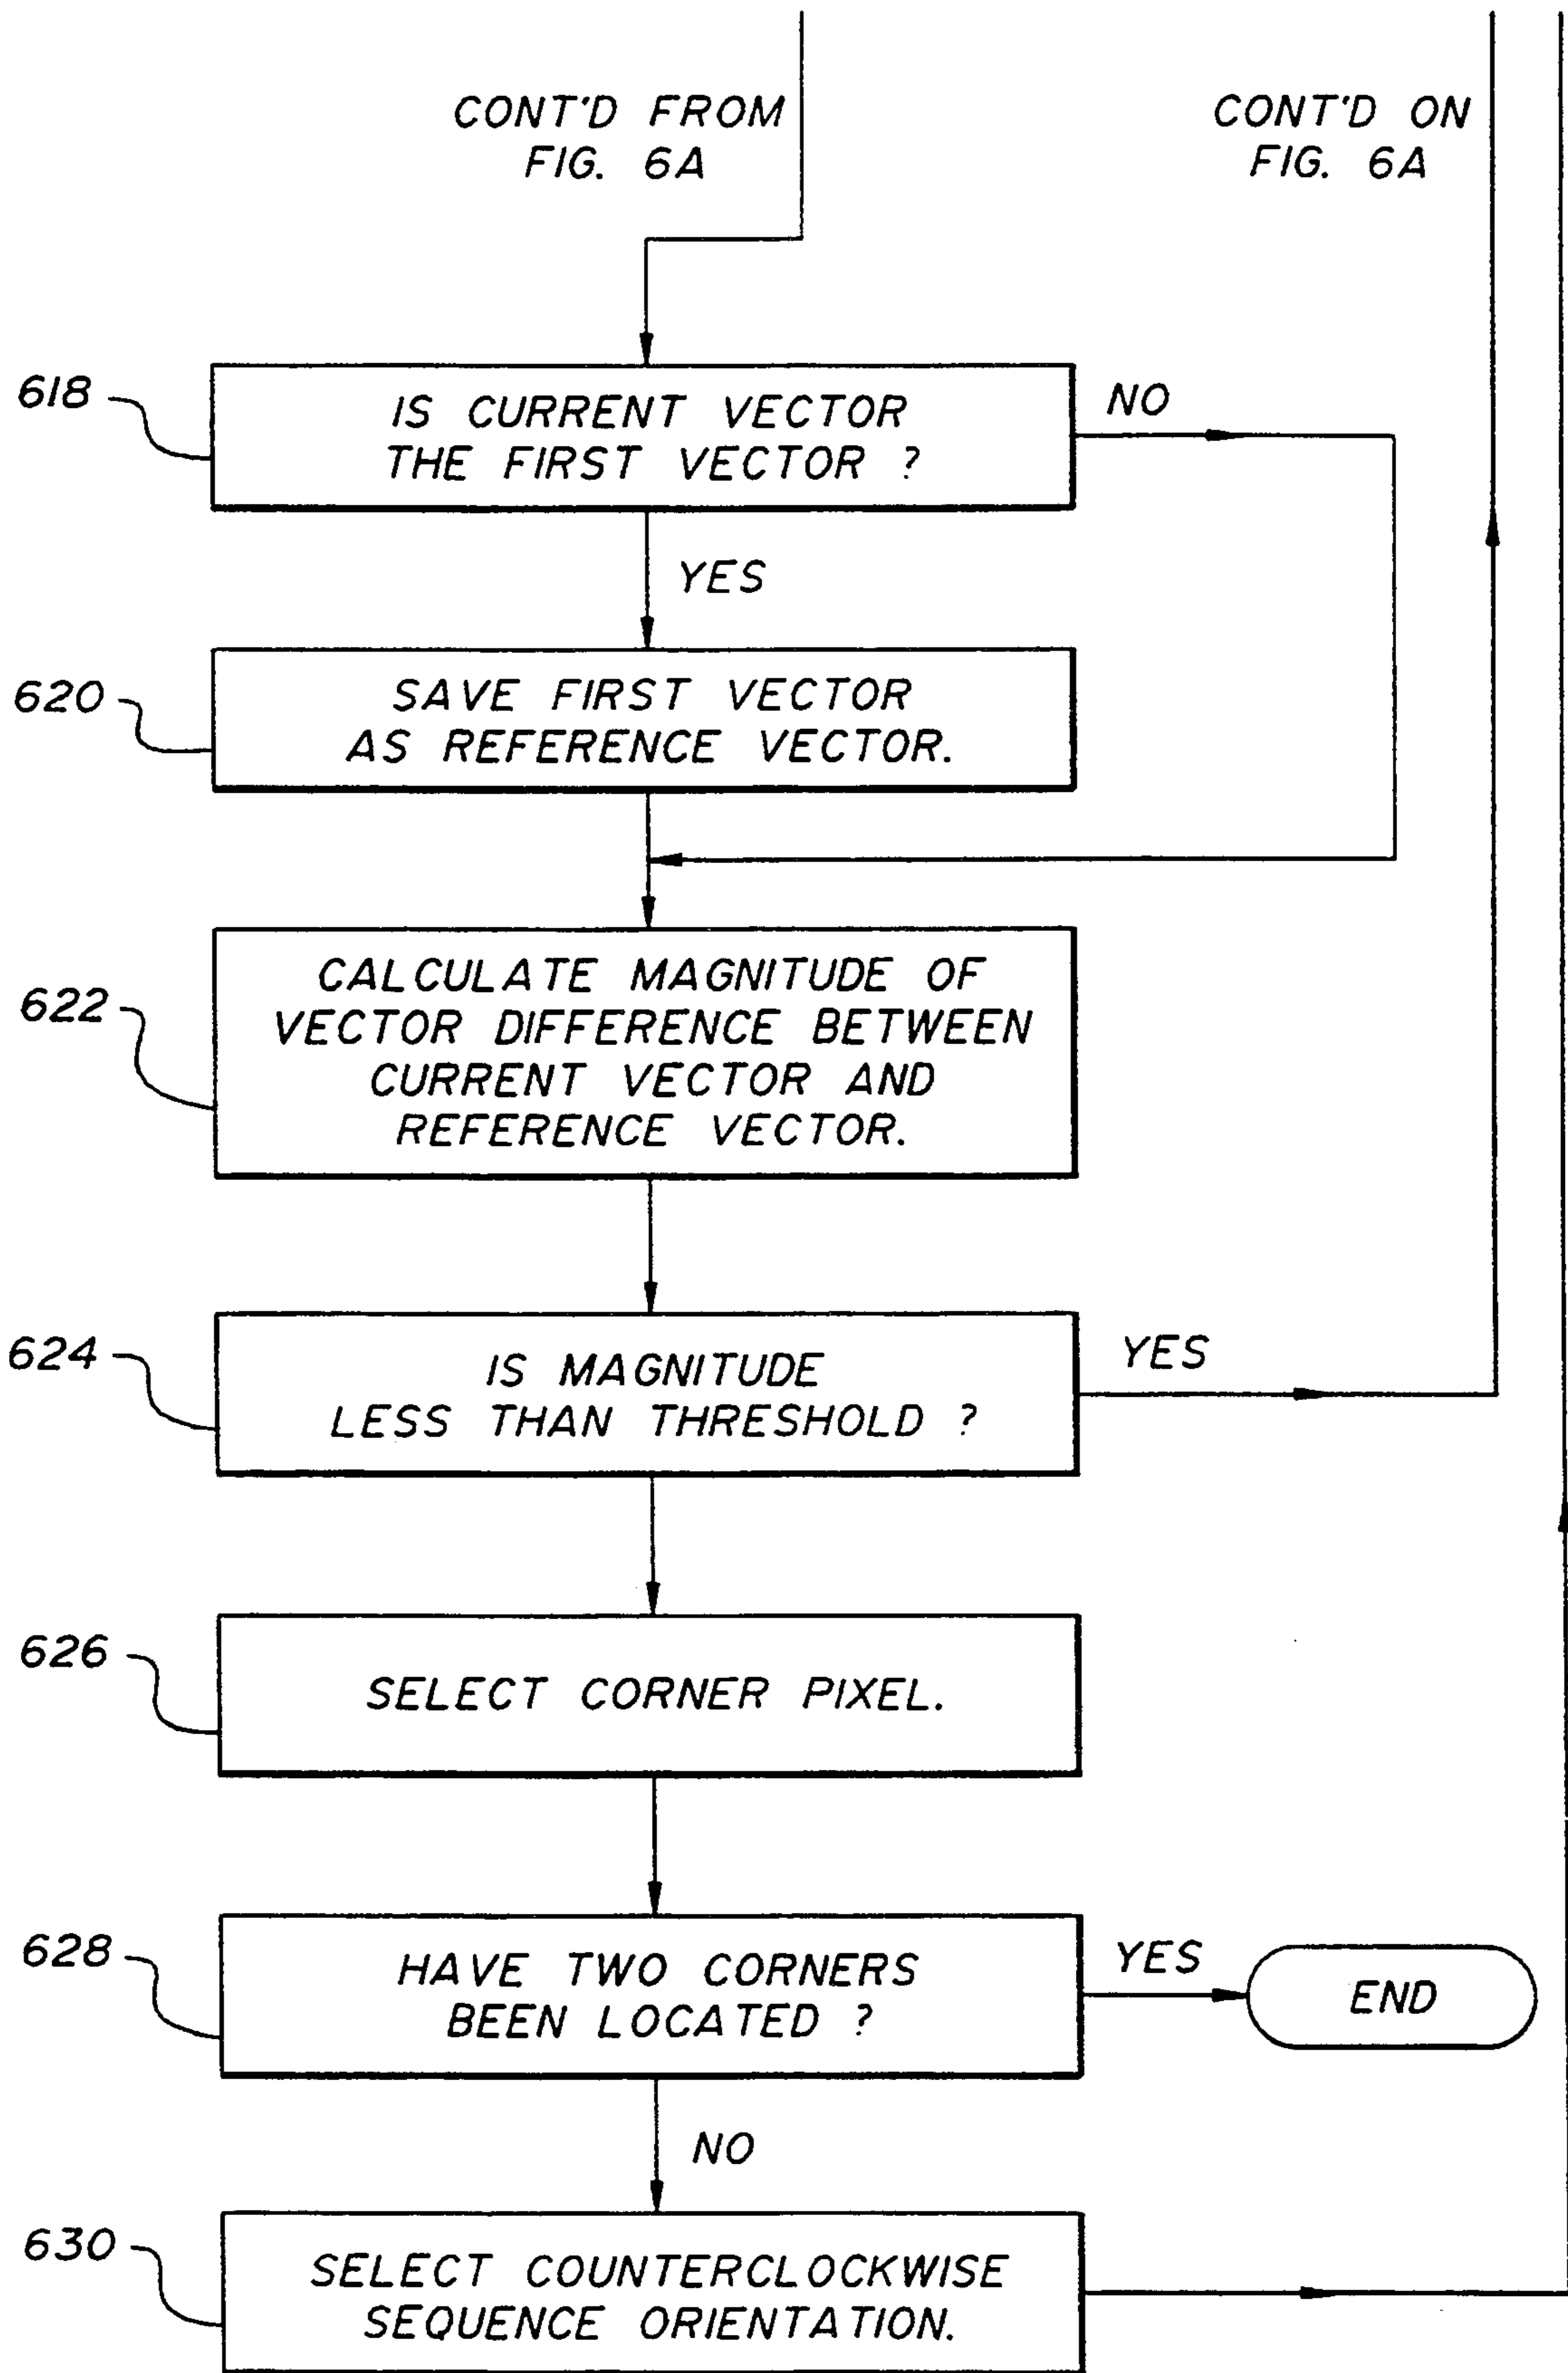 CONT'D FROM
FIG. 6A
CONT'D ON
FIG. 6A
618
IS CURRENT VECTOR
THE FIRST VECTOR ?
NO
YES
620
SAVE FIRST VECTOR
AS REFERENCE VECTOR.
622
CALCULATE MAGNITUDE OF
VECTOR DIFFERENCE BETWEEN
CURRENT VECTOR AND
REFERENCE VECTOR.
624
IS MAGNITUDE
LESS THAN THRESHOLD ?
YES
626
SELECT CORNER PIXEL.
628
HAVE TWO CORNERS
BEEN LOCATED ?
YES
END
NO
630
SELECT COUNTERCLOCKWISE
SEQUENCE ORIENTATION.